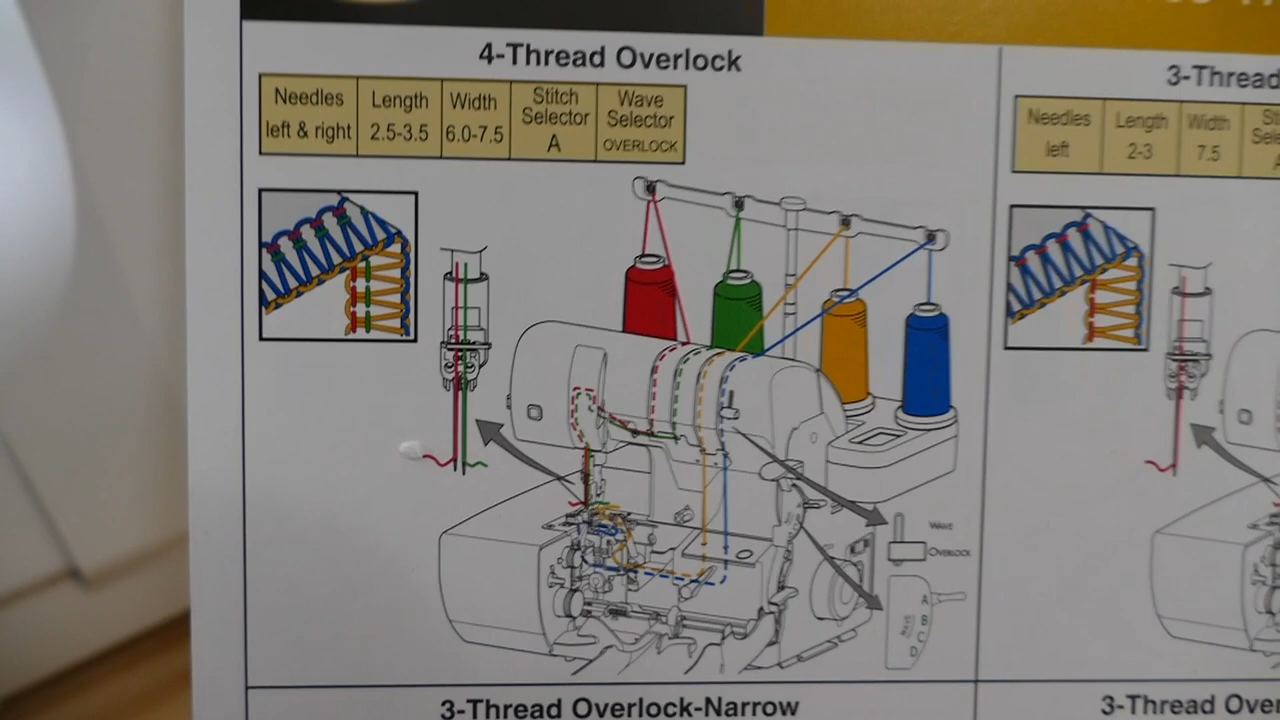 4-Thread Overlock
Needles
left & right
Length
2.5-3.5
Width
6.0-7.5
Stitch
Selector
A
Wave
Selector
OVERLOCK
WAVE
OVERLOCK
A
B
C
D
3-Thread
Needles
left
Length
2-3
Width
7.5
3-Thread Overlock-Narrow
3-Thread